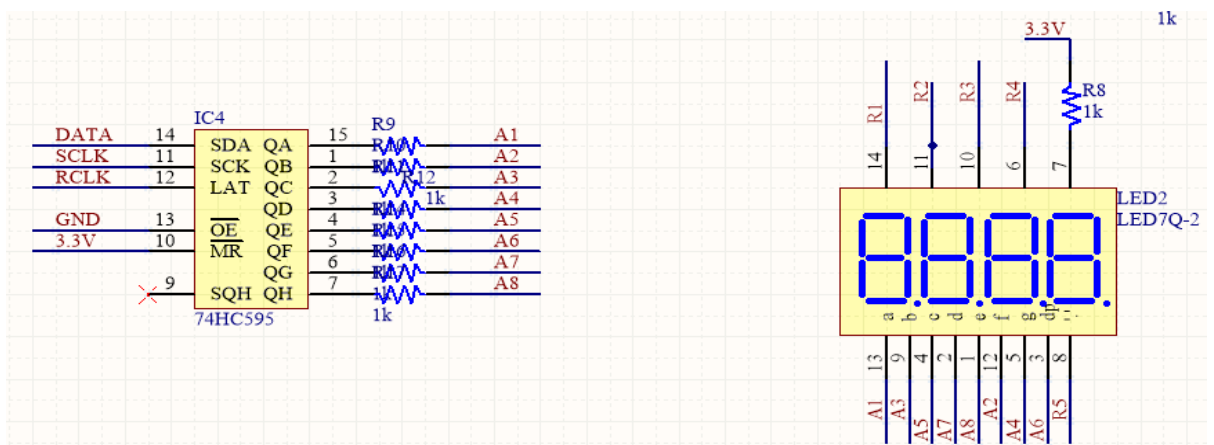 1k
3.3V
R8
1k
R1
R2
R3
R4
14
11
10
6
7
IC4
DATA
SCLK
RCLK
GND
3.3V
14
11
12
13
10
9
SDA QA
SCK QB
LAT QC
QD
OE QE
MR QF
QG
SQH QH
74HC595
15
1
2
3
4
5
6
7
R9
R12
1k
1k
A1
A2
A3
A4
A5
A6
A7
A8
LED2
LED7Q-2
a
b
c
d
e
f
g
dp
13
9
4
2
1
12
5
3
8
A1
A3
A5
A7
A8
A2
A4
A6
R5